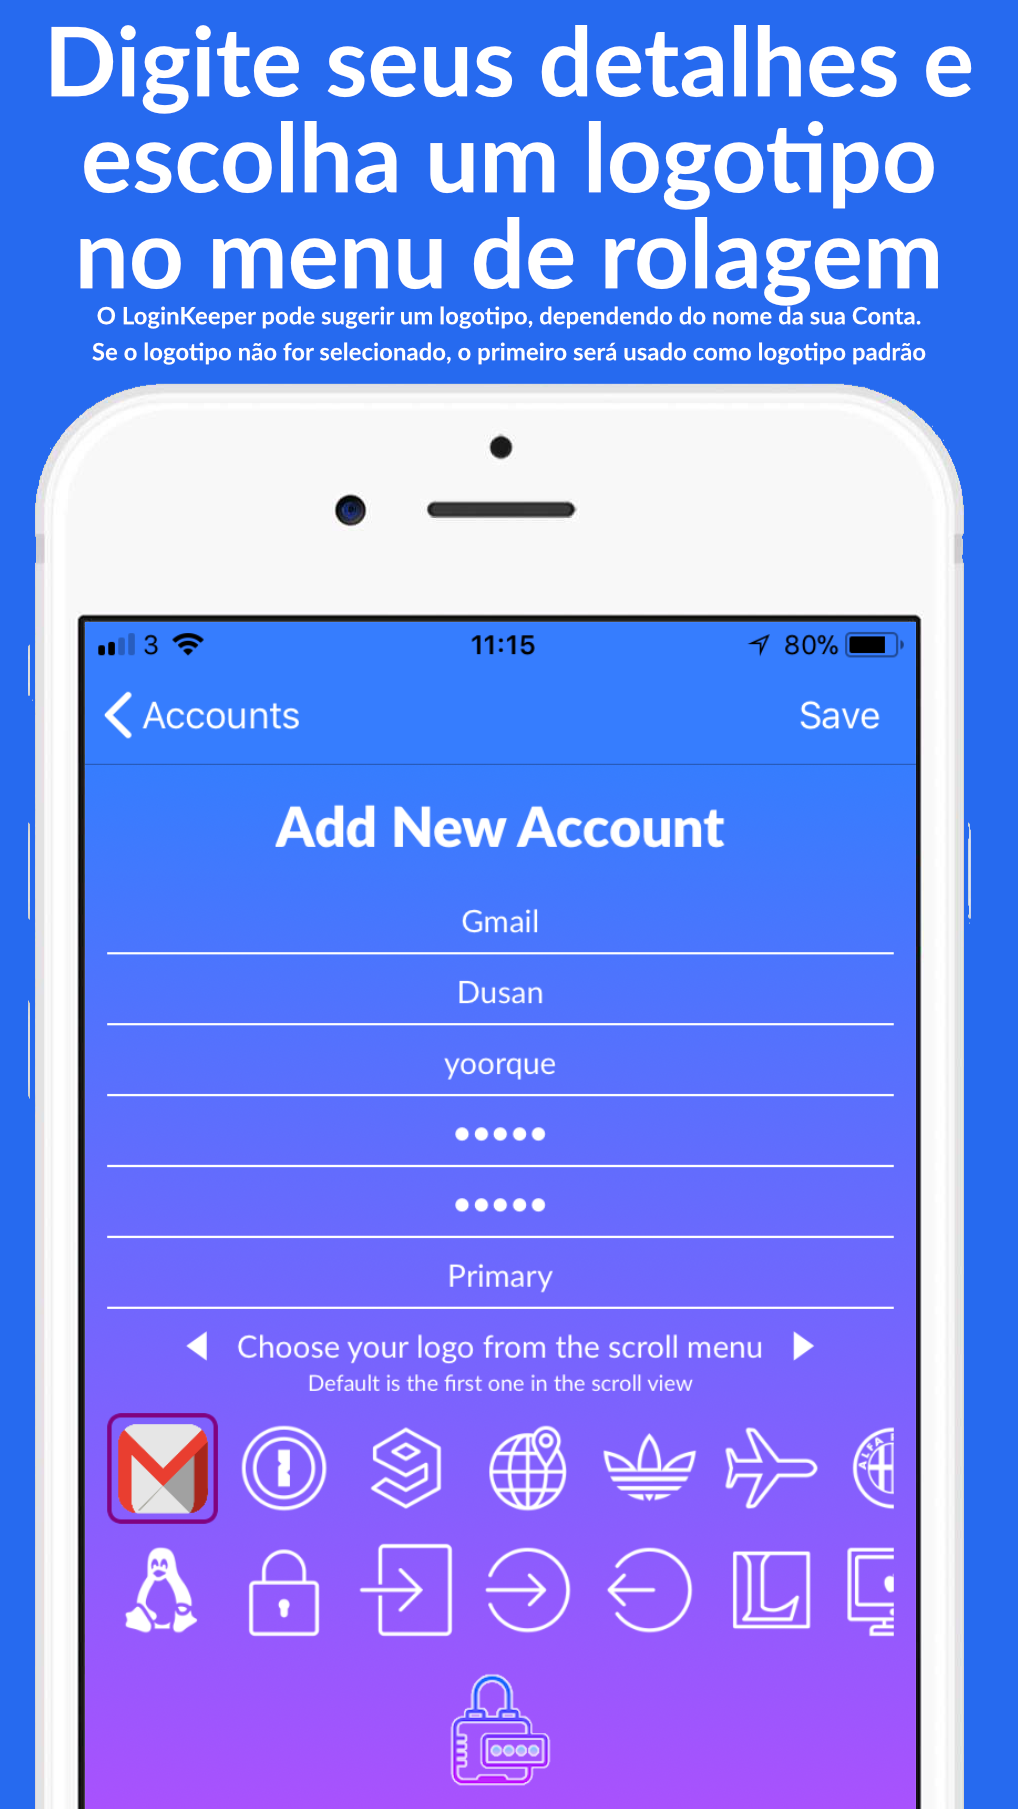 Digite seus detalhes e
escolha um logotipo
no menu de rolagem
O LoginKeeper pode sugerir um logotipo, dependendo do nome da sua Conta.
Se o logotipo não for selecionado, o primeiro será usado como logotipo padrão
3 11:15 80%
Accounts Save
Add New Account
Gmail
Dusan
yoorque
•••••
•••••
Primary
Choose your logo from the scroll menu
Default is the first one in the scroll view
ALFA
L